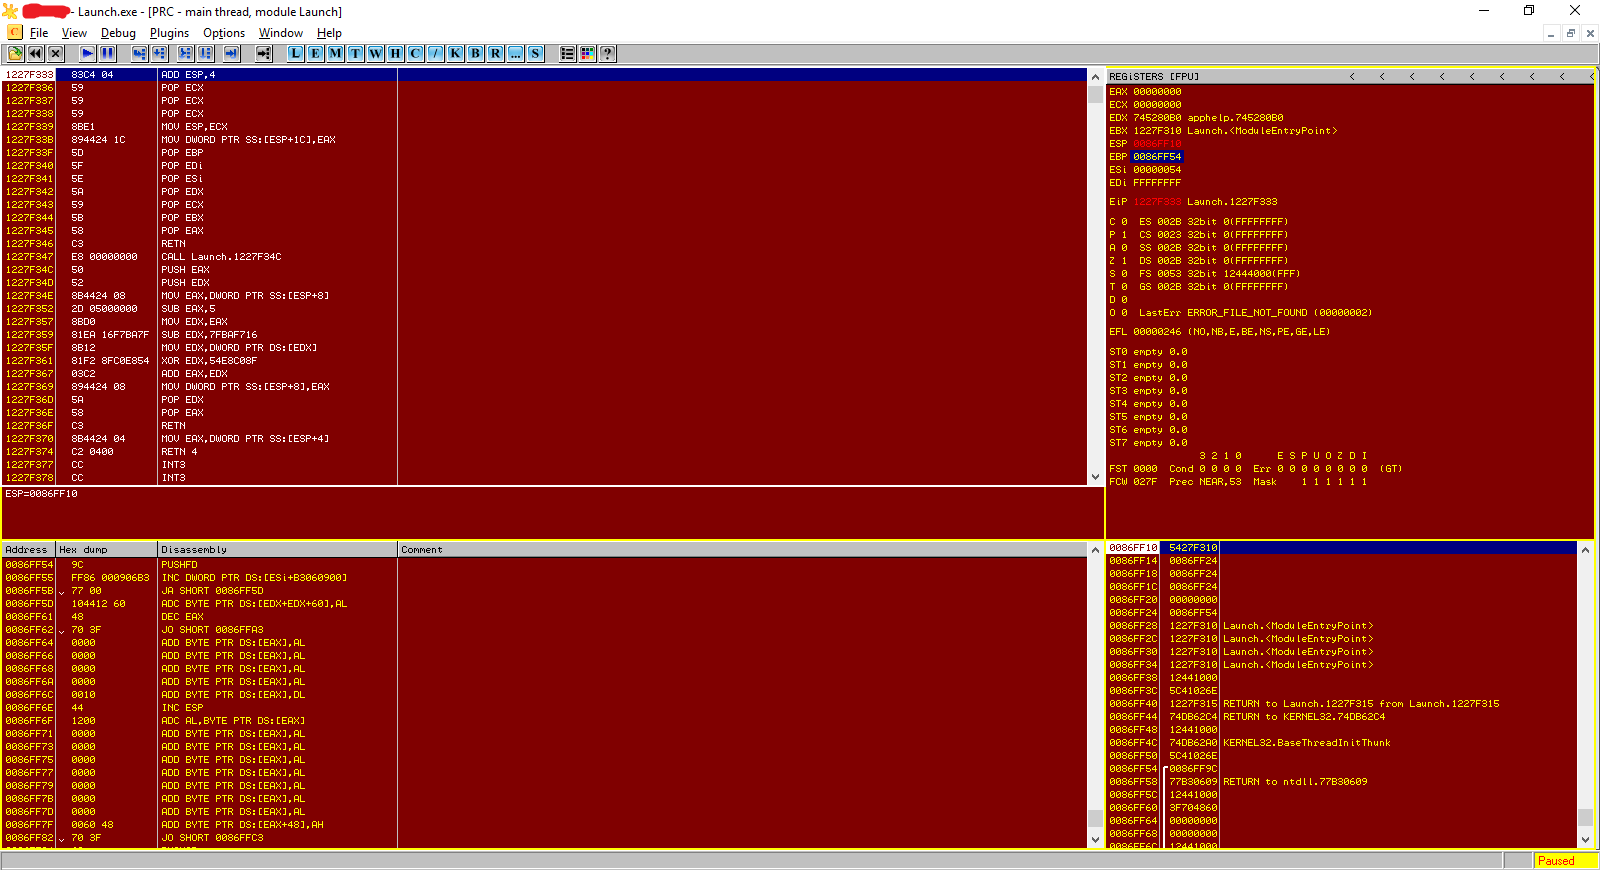 - Launch.exe - [PRC - main thread, module Launch]
C File View Debug Plugins Options Window Help
L E M T W H C / K B R ... S ?
1227F333 83C4 04 ADD ESP,4
1227F336 59 POP ECX
1227F337 59 POP ECX
1227F338 59 POP ECX
1227F339 8BE1 MOV ESP,ECX
1227F33B 894424 1C MOV DWORD PTR SS:[ESP+1C],EAX
1227F33F 5D POP EBP
1227F340 5F POP EDi
1227F341 5E POP ESi
1227F342 5A POP EDX
1227F343 59 POP ECX
1227F344 5B POP EBX
1227F345 58 POP EAX
1227F346 C3 RETN
1227F347 E8 00000000 CALL Launch.1227F34C
1227F34C 50 PUSH EAX
1227F34D 52 PUSH EDX
1227F34E 8B4424 08 MOV EAX,DWORD PTR SS:[ESP+8]
1227F352 2D 05000000 SUB EAX,5
1227F357 8BD0 MOV EDX,EAX
1227F359 81EA 16F7BA7F SUB EDX,7FBAF716
1227F35F 8B12 MOV EDX,DWORD PTR DS:[EDX]
1227F361 81F2 8FC0E854 XOR EDX,54E8C08F
1227F367 03C2 ADD EAX,EDX
1227F369 894424 08 MOV DWORD PTR SS:[ESP+8],EAX
1227F36D 5A POP EDX
1227F36E 58 POP EAX
1227F36F C3 RETN
1227F370 8B4424 04 MOV EAX,DWORD PTR SS:[ESP+4]
1227F374 C2 0400 RETN 4
1227F377 CC INT3
1227F378 CC INT3
ESP=0086FF10
REGiSTERS [FPU] < < < < < < < < <
EAX 00000000
ECX 00000000
EDX 745280B0 apphelp.745280B0
EBX 1227F310 Launch.<ModuleEntryPoint>
ESP 0086FF10
EBP 0086FF54
ESi 00000054
EDi FFFFFFFF
EiP 1227F333 Launch.1227F333
C 0 ES 002B 32bit 0(FFFFFFFF)
P 1 CS 0023 32bit 0(FFFFFFFF)
A 0 SS 002B 32bit 0(FFFFFFFF)
Z 1 DS 002B 32bit 0(FFFFFFFF)
S 0 FS 0053 32bit 12444000(FFF)
T 0 GS 002B 32bit 0(FFFFFFFF)
D 0
O 0 LastErr ERROR_FILE_NOT_FOUND (00000002)
EFL 00000246 (NO,NB,E,BE,NS,PE,GE,LE)
ST0 empty 0.0
ST1 empty 0.0
ST2 empty 0.0
ST3 empty 0.0
ST4 empty 0.0
ST5 empty 0.0
ST6 empty 0.0
ST7 empty 0.0
3 2 1 0 E S P U O Z D I
FST 0000 Cond 0 0 0 0 Err 0 0 0 0 0 0 0 0 (GT)
FCW 027F Prec NEAR,53 Mask 1 1 1 1 1 1
Address Hex dump Disassembly Comment
0086FF54 9C PUSHFD
0086FF55 FF86 000906B3 INC DWORD PTR DS:[ESi+B3060900]
0086FF5B 77 00 JA SHORT 0086FF5D
0086FF5D 104412 60 ADC BYTE PTR DS:[EDX+EDX+60],AL
0086FF61 48 DEC EAX
0086FF62 70 3F JO SHORT 0086FFA3
0086FF64 0000 ADD BYTE PTR DS:[EAX],AL
0086FF66 0000 ADD BYTE PTR DS:[EAX],AL
0086FF68 0000 ADD BYTE PTR DS:[EAX],AL
0086FF6A 0000 ADD BYTE PTR DS:[EAX],AL
0086FF6C 0010 ADD BYTE PTR DS:[EAX],DL
0086FF6E 44 INC ESP
0086FF6F 1200 ADC AL,BYTE PTR DS:[EAX]
0086FF71 0000 ADD BYTE PTR DS:[EAX],AL
0086FF73 0000 ADD BYTE PTR DS:[EAX],AL
0086FF75 0000 ADD BYTE PTR DS:[EAX],AL
0086FF77 0000 ADD BYTE PTR DS:[EAX],AL
0086FF79 0000 ADD BYTE PTR DS:[EAX],AL
0086FF7B 0000 ADD BYTE PTR DS:[EAX],AL
0086FF7D 0000 ADD BYTE PTR DS:[EAX],AL
0086FF7F 0060 48 ADD BYTE PTR DS:[EAX+48],AH
0086FF82 70 3F JO SHORT 0086FFC3
0086FF10 5427F310
0086FF14 0086FF24
0086FF18 0086FF24
0086FF1C 0086FF24
0086FF20 00000000
0086FF24 0086FF54
0086FF28 1227F310 Launch.<ModuleEntryPoint>
0086FF2C 1227F310 Launch.<ModuleEntryPoint>
0086FF30 1227F310 Launch.<ModuleEntryPoint>
0086FF34 1227F310 Launch.<ModuleEntryPoint>
0086FF38 12441000
0086FF3C 5C41026E
0086FF40 1227F315 RETURN to Launch.1227F315 from Launch.1227F315
0086FF44 74DB62C4 RETURN to KERNEL32.74DB62C4
0086FF48 12441000
0086FF4C 74DB62A0 KERNEL32.BaseThreadInitThunk
0086FF50 5C41026E
0086FF54 0086FF9C
0086FF58 77B30609 RETURN to ntdll.77B30609
0086FF5C 12441000
0086FF60 3F704860
0086FF64 00000000
0086FF68 00000000
0086FF6C 12441000
Paused